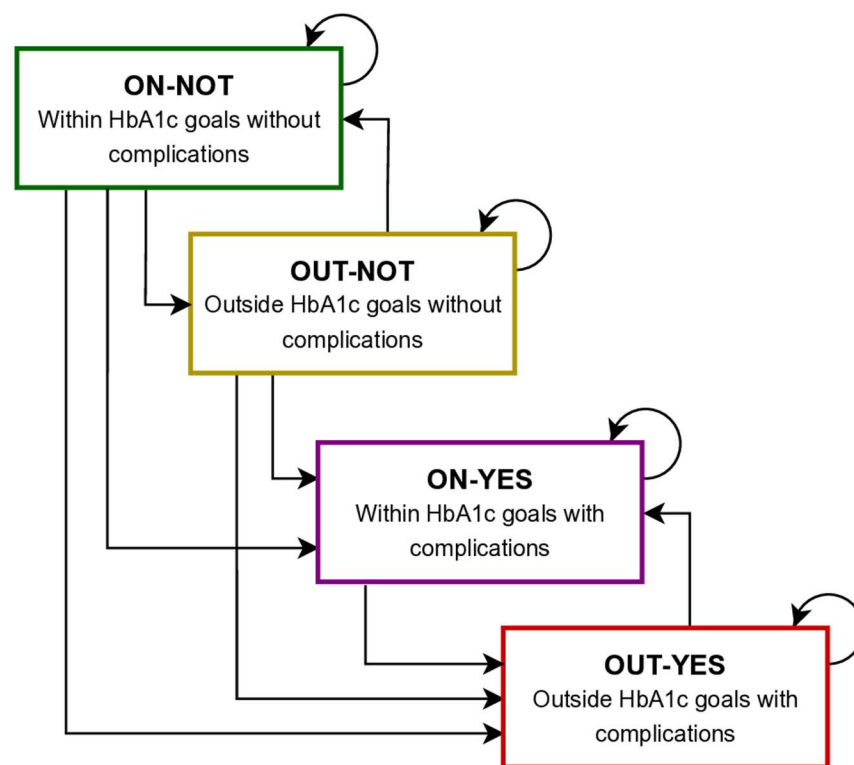 ON-NOT
Within HbA1c goals without
complications
OUT-NOT
Outside HbA1c goals without
complications
ON-YES
Within HbA1c goals with
complications
OUT-YES
Outside HbA1c goals with
complications